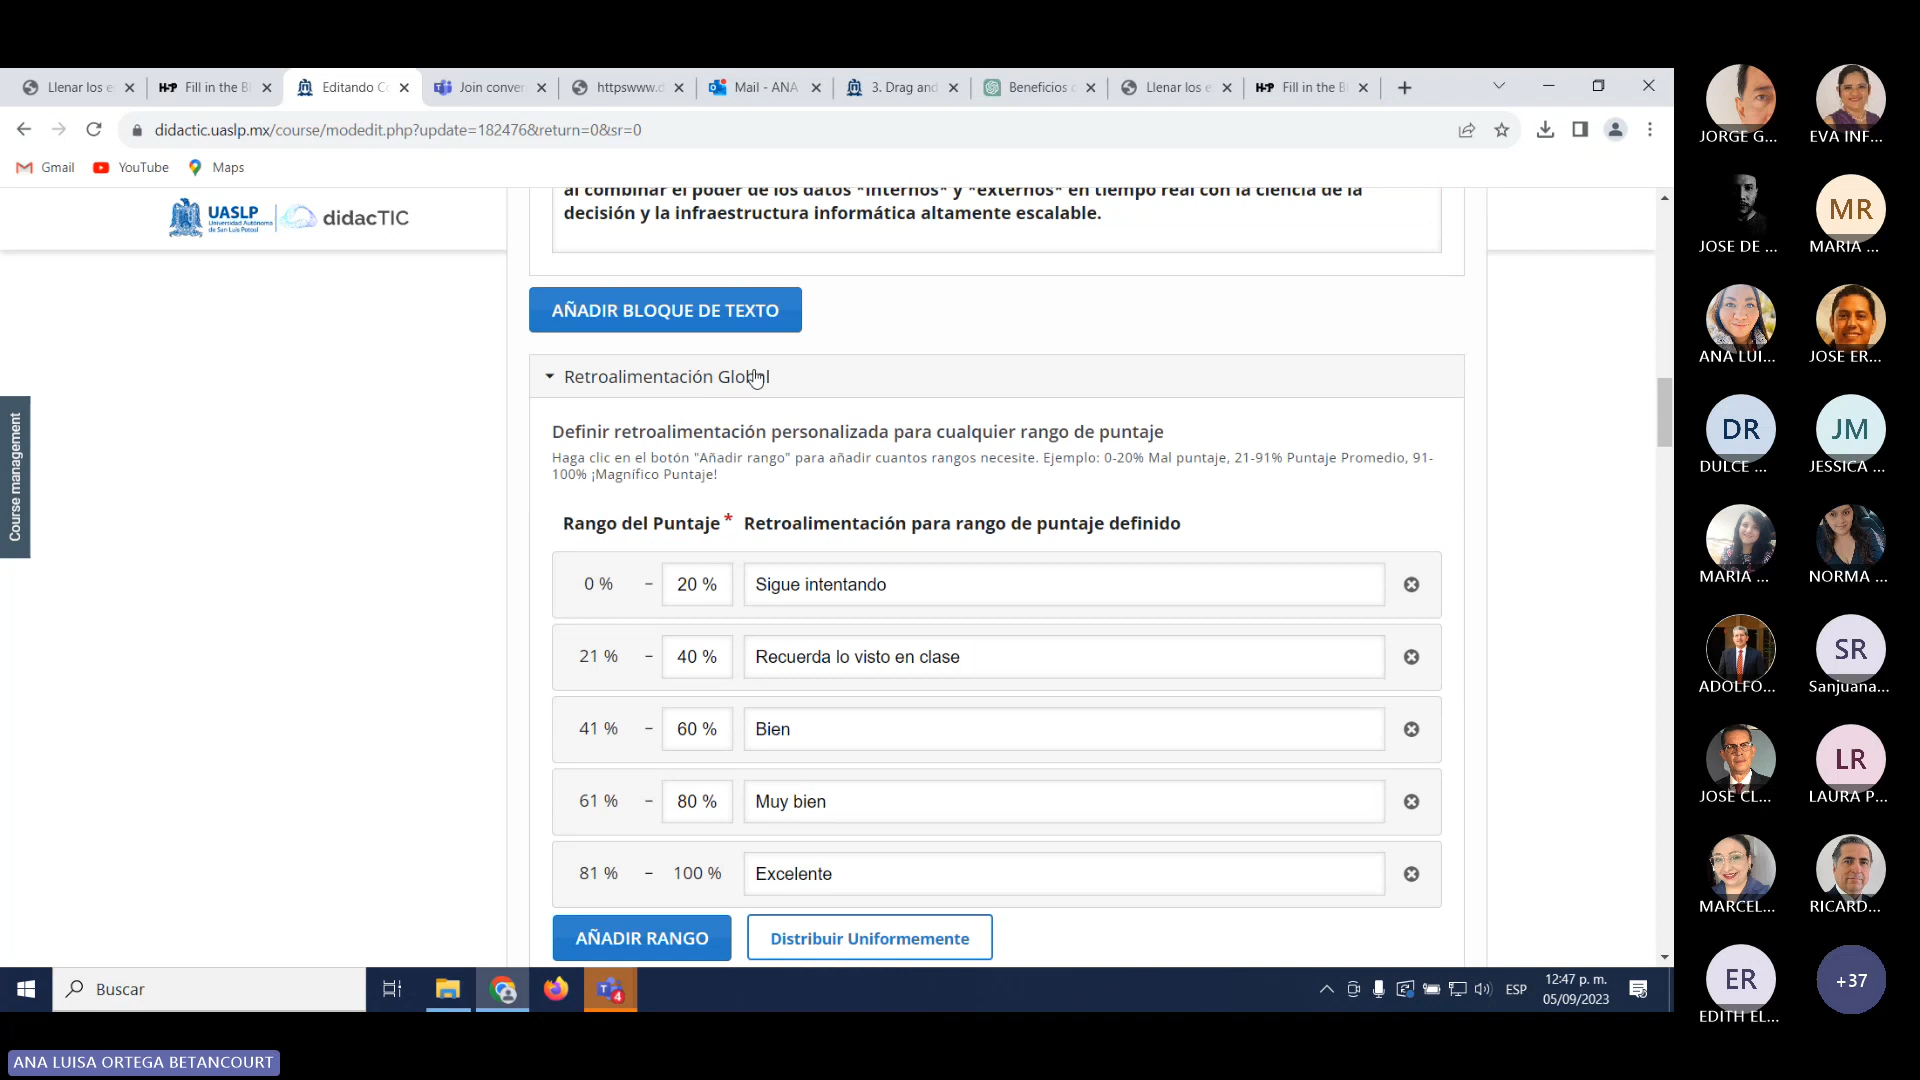 Llenar los e
Fill in the B
Editando Co
Join conver
httpswww.d
Mail - ANA
3. Drag and
Beneficios
Llenar los e
Fill in the B
didactic.uaslp.mx/course/modedit.php?update=182476&return=0&sr=0
Gmail
YouTube
Maps
UASLP
Universidad Autónoma
de San Luis Potosí
didacTIC
Course management
al combinar el poder de los datos *internos* y *externos* en tiempo real con la ciencia de la
decisión y la infraestructura informática altamente escalable.
AÑADIR BLOQUE DE TEXTO
Retroalimentación Global
Definir retroalimentación personalizada para cualquier rango de puntaje
Haga clic en el botón "Añadir rango" para añadir cuantos rangos necesite. Ejemplo: 0-20% Mal puntaje, 21-91% Puntaje Promedio, 91-
100% ¡Magnífico Puntaje!
Rango del Puntaje * Retroalimentación para rango de puntaje definido
0 % – 20 % Sigue intentando
21 % – 40 % Recuerda lo visto en clase
41 % – 60 % Bien
61 % – 80 % Muy bien
81 % – 100 % Excelente
AÑADIR RANGO
Distribuir Uniformemente
Buscar
4
ESP
12:47 p. m.
05/09/2023
JORGE G...
EVA INF...
JOSE DE ...
MR
MARIA ...
ANA LUI...
JOSE ER...
DR
DULCE ...
JM
JESSICA ...
MARIA ...
NORMA ...
ADOLFO...
SR
Sanjuana...
JOSE CL...
LR
LAURA P...
MARCEL...
RICARD...
ER
EDITH EL...
+37
ANA LUISA ORTEGA BETANCOURT